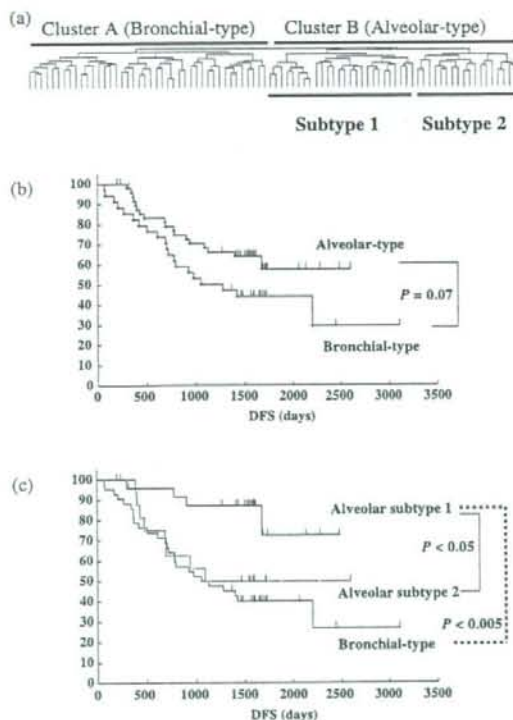 (a)
Cluster A (Bronchial-type) Cluster B (Alveolar-type)
Subtype 1 Subtype 2
(b)
100
90
80
70
60
50
40
30
20
10
0
Alveolar-type
P = 0.07
Bronchial-type
0 500 1000 1500 2000 2500 3000 3500
DFS (days)
(c)
100
90
80
70
60
50
40
30
20
10
0
Alveolar subtype 1
P < 0.05
Alveolar subtype 2
P < 0.005
Bronchial-type
0 500 1000 1500 2000 2500 3000 3500
DFS (days)